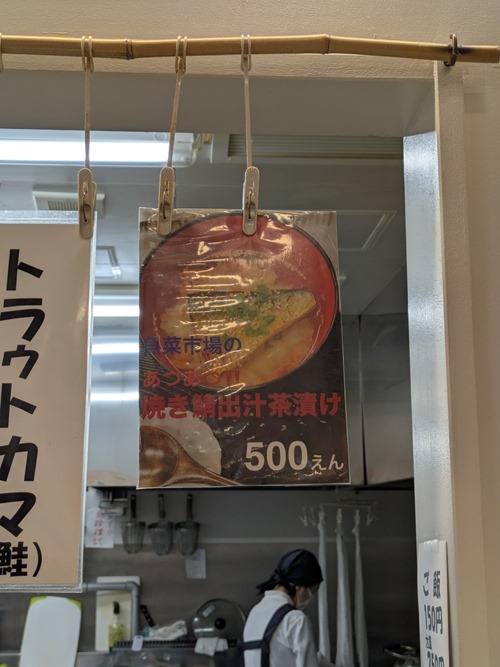 トラウトカマ
鮭)
魚菜市場の
あつあつ!!
焼き鯖出汁茶漬け
500えん
ご飯
150円